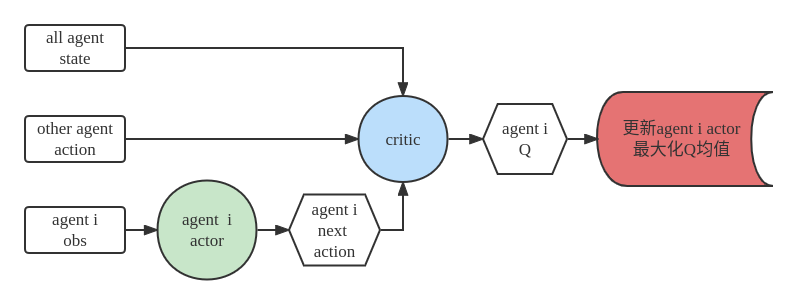 all agent
state
other agent
action
agent i
obs
agent i
actor
agent i
next
action
critic
agent i
Q
更新agent i actor
最大化Q均值